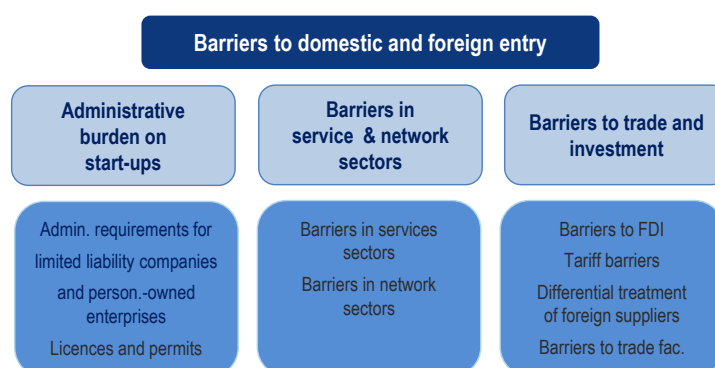 Barriers to domestic and foreign entry
Administrative
burden on
start-ups
Barriers in
service & network
sectors
Barriers to trade and
investment
Admin. requirements for
limited liability companies
and person.-owned
enterprises
Licences and permits
Barriers in services
sectors
Barriers in network
sectors
Barriers to FDI
Tariff barriers
Differential treatment
of foreign suppliers
Barriers to trade fac.